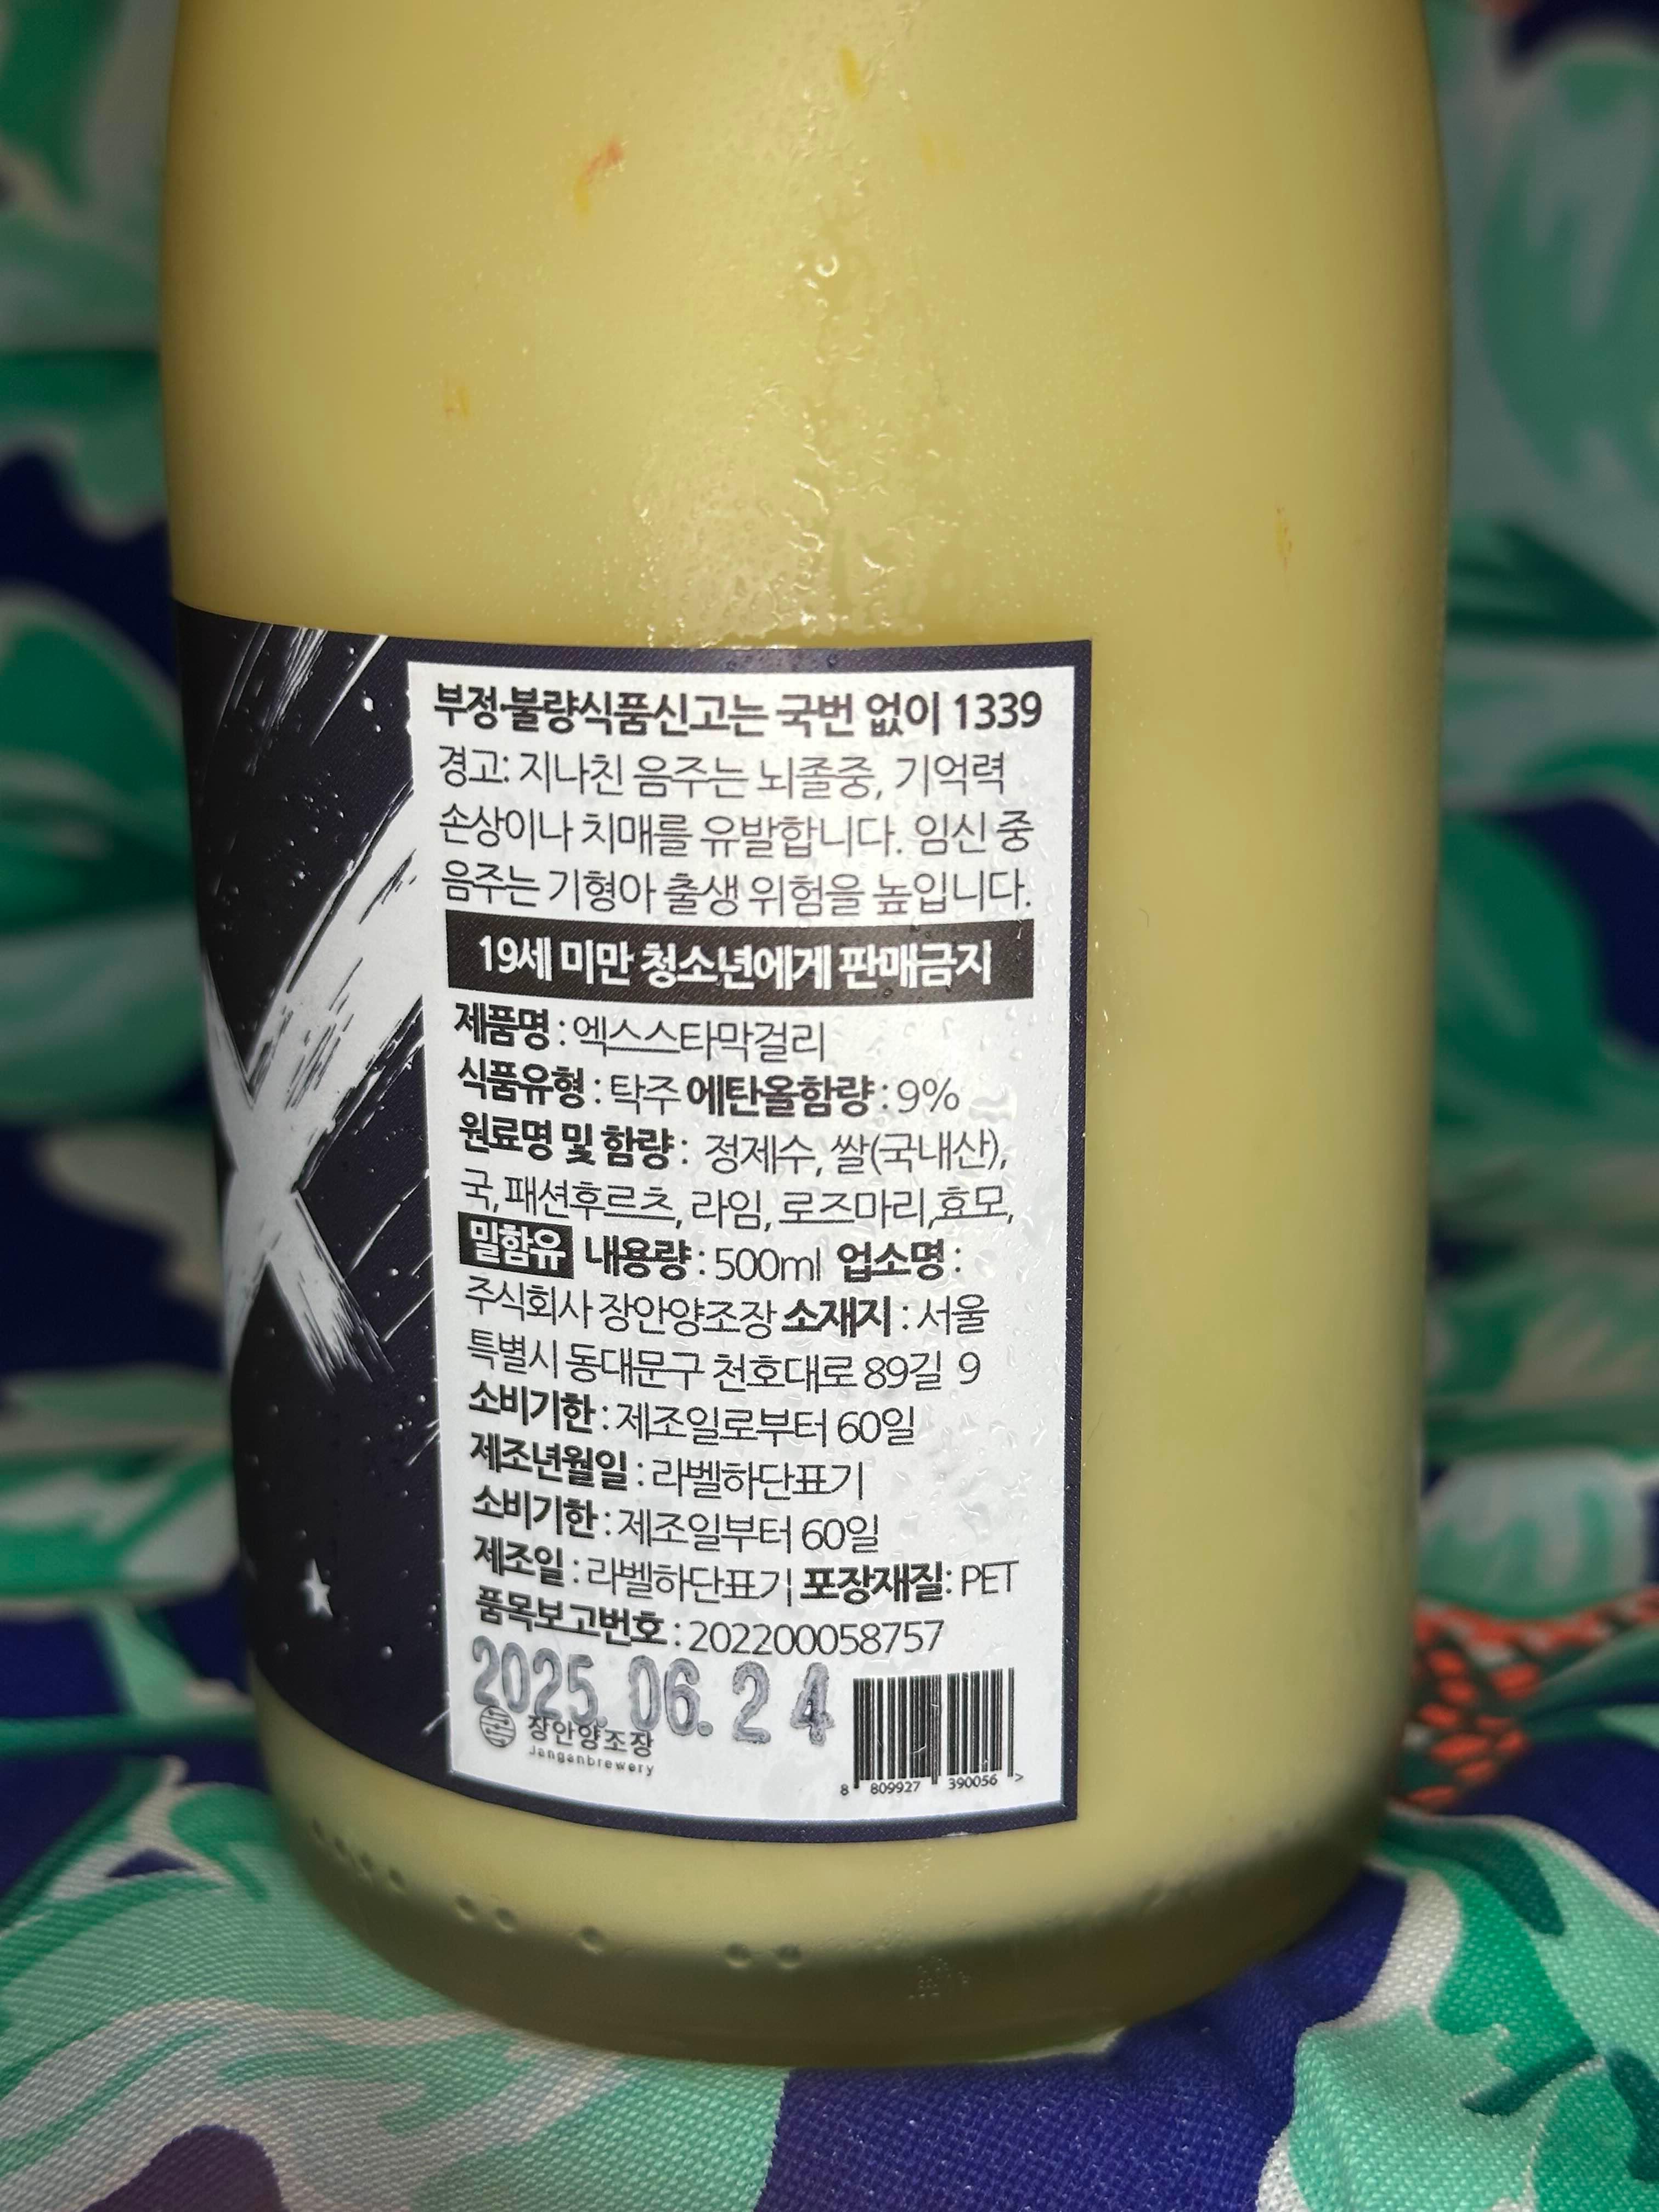 부정·불량식품신고는 국번 없이 1339
경고: 지나친 음주는 뇌졸중, 기억력
손상이나 치매를 유발합니다. 임신 중
음주는 기형아 출생 위험을 높입니다.
19세 미만 청소년에게 판매금지
제품명 : 엑스스타막걸리
식품유형 : 탁주 에탄올함량 : 9%
원료명 및 함량 : 정제수, 쌀(국내산),
국, 패션후르츠, 라임, 로즈마리,효모,
밀함유 내용량 : 500ml 업소명 :
주식회사 장안양조장 소재지 : 서울
특별시 동대문구 천호대로 89길 9
소비기한 : 제조일로부터 60일
제조년월일 : 라벨하단표기
소비기한 : 제조일부터 60일
제조일 : 라벨하단표기 포장재질: PET
품목보고번호 : 202200058757
2025. 06. 24
장안양조장
Janganbrewery
8 809927 390056 >